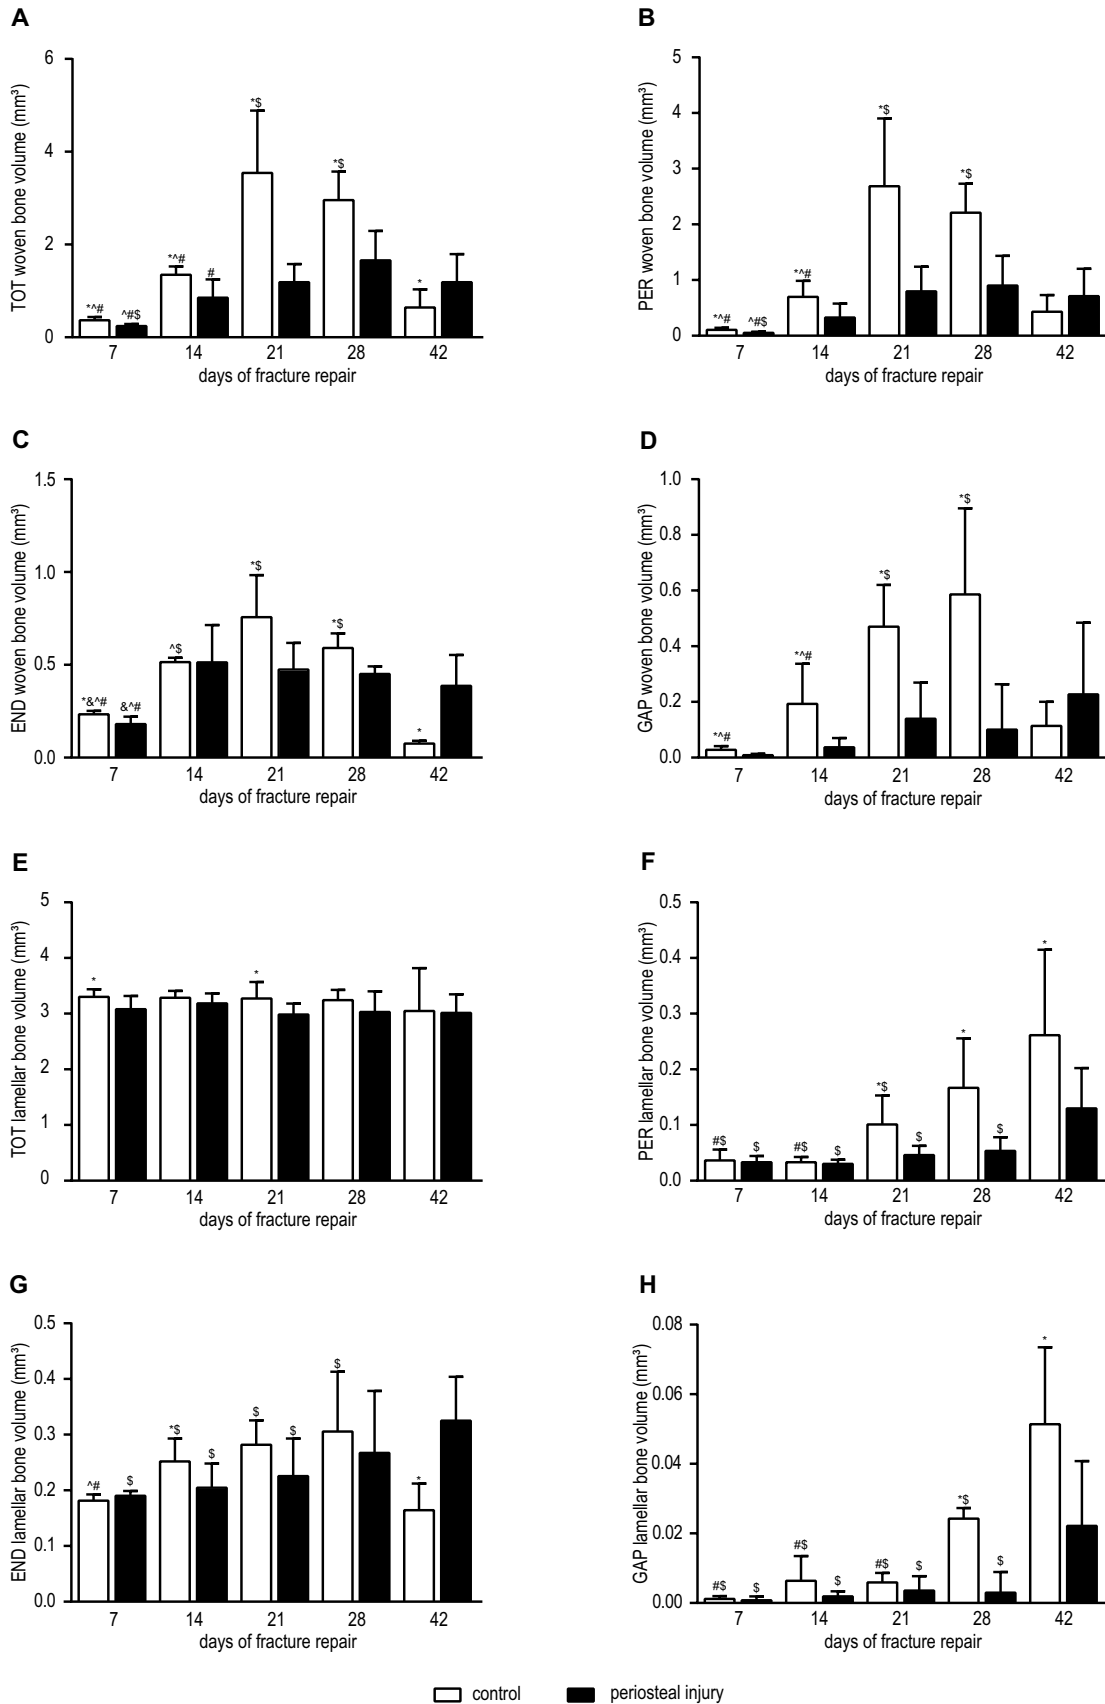 A
TOT woven bone volume (mm³)
6
4
2
0
*^#
^#$
*^#
#
*$
*$
*
7 14 21 28 42
days of fracture repair
B
PER woven bone volume (mm³)
5
4
3
2
1
0
*^#
^#$
*^#
*$
*$
7 14 21 28 42
days of fracture repair
C
END woven bone volume (mm³)
1.5
1.0
0.5
0.0
*&^#
&^#
^$
*$
*$
*
7 14 21 28 42
days of fracture repair
D
GAP woven bone volume (mm³)
1.0
0.8
0.6
0.4
0.2
0.0
*^#
*^#
*$
*$
7 14 21 28 42
days of fracture repair
E
TOT lamellar bone volume (mm³)
5
4
3
2
1
0
*
*
7 14 21 28 42
days of fracture repair
F
PER lamellar bone volume (mm³)
0.5
0.4
0.3
0.2
0.1
0.0
#$
$
#$
$
*$
$
*
$
*
7 14 21 28 42
days of fracture repair
G
END lamellar bone volume (mm³)
0.5
0.4
0.3
0.2
0.1
0.0
^#
$
*$
$
$
$
$
*
7 14 21 28 42
days of fracture repair
H
GAP lamellar bone volume (mm³)
0.08
0.06
0.04
0.02
0.00
#$
$
#$
$
#$
$
*$
$
*
7 14 21 28 42
days of fracture repair
control periosteal injury